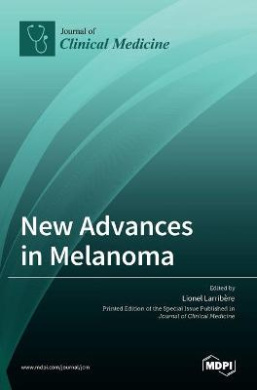 Journal of
Clinical Medicine
New Advances
in Melanoma
Edited by
Lionel Larribère
Printed Edition of the Special Issue Published in
Journal of Clinical Medicine
www.mdpi.com/journal/jcm
MDPI